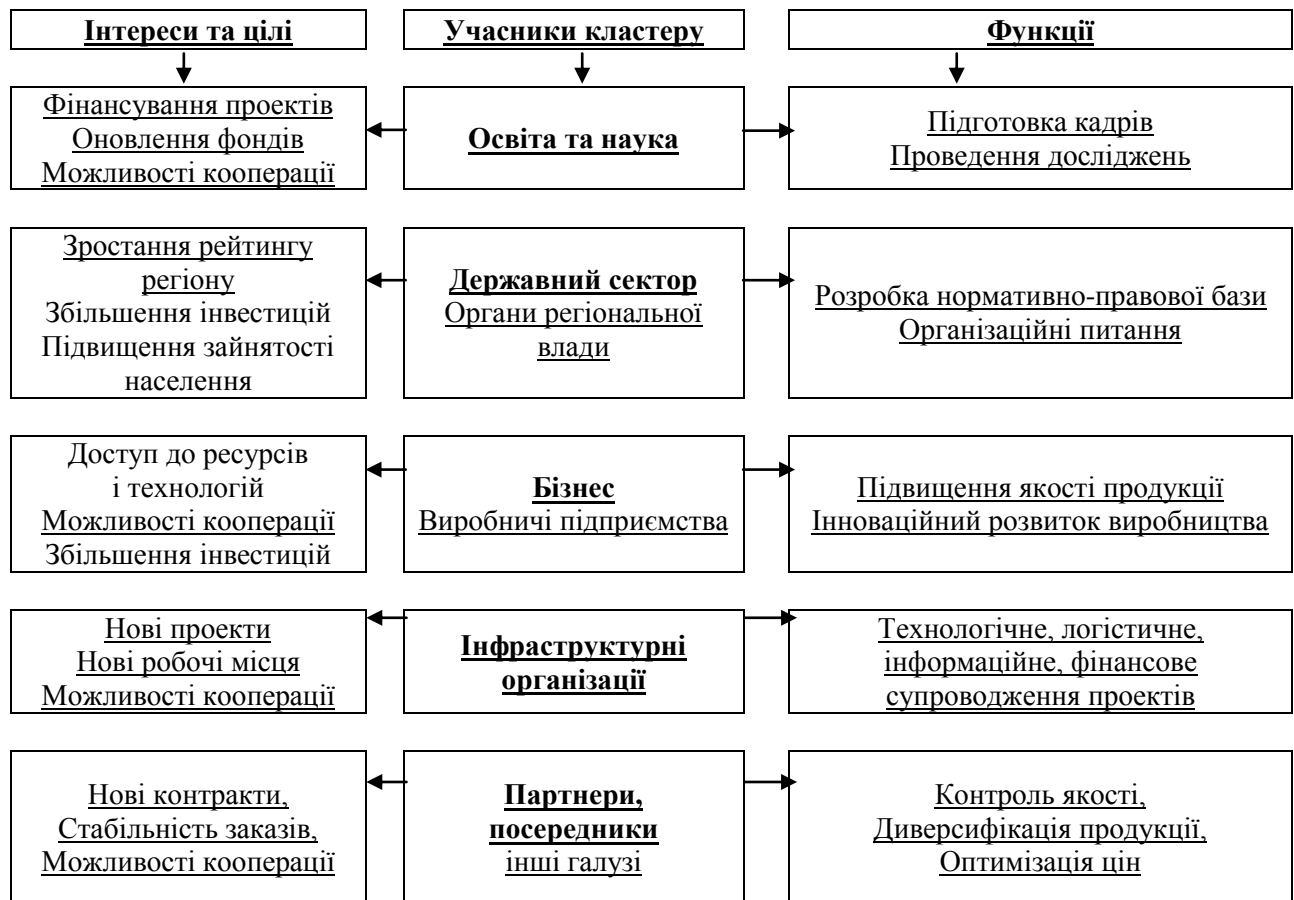 Інтереси та цілі
Учасники кластеру
Функції
Фінансування проектів
Оновлення фондів
Можливості кооперації
Освіта та наука
Підготовка кадрів
Проведення досліджень
Зростання рейтингу
регіону
Збільшення інвестицій
Підвищення зайнятості
населення
Державний сектор
Органи регіональної
влади
Розробка нормативно-правової бази
Організаційні питання
Доступ до ресурсів
і технологій
Можливості кооперації
Збільшення інвестицій
Бізнес
Виробничі підприємства
Підвищення якості продукції
Інноваційний розвиток виробництва
Нові проекти
Нові робочі місця
Можливості кооперації
Інфраструктурні
організації
Технологічне, логістичне,
інформаційне, фінансове
супроводження проектів
Нові контракти,
Стабільність заказів,
Можливості кооперації
Партнери,
посередники
інші галузі
Контроль якості,
Диверсифікація продукції,
Оптимізація цін